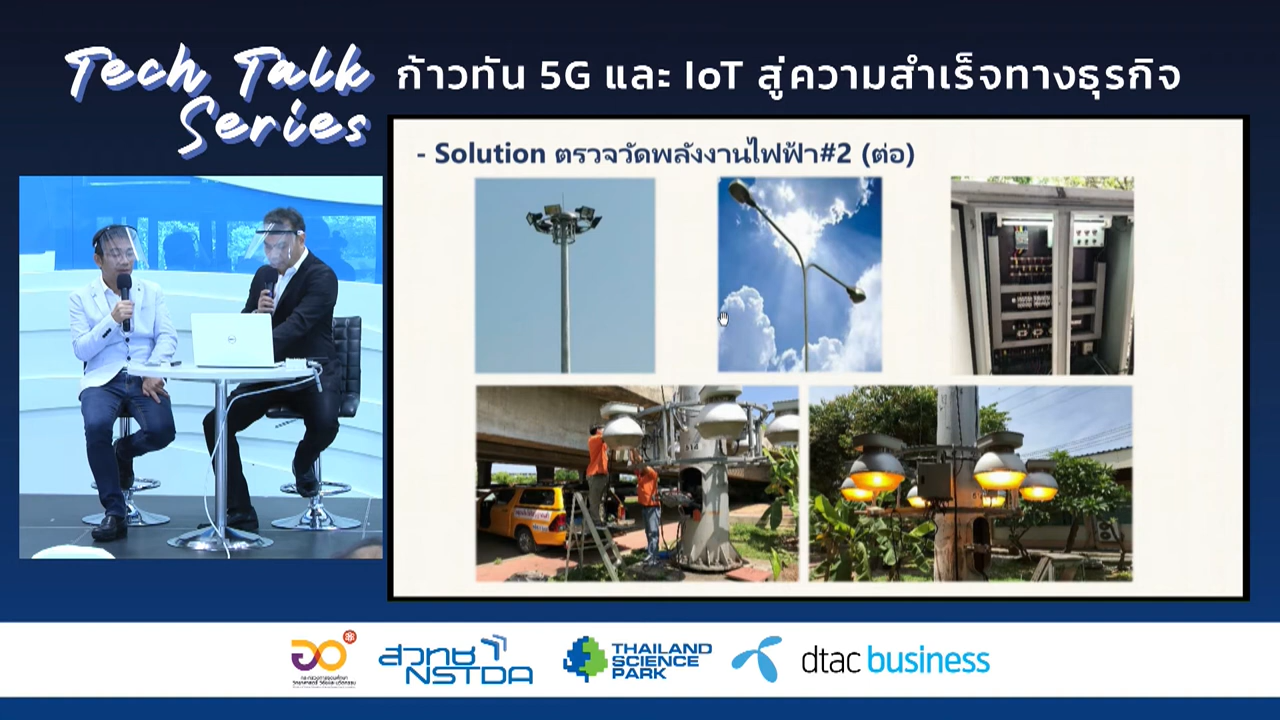 Tech Talk
Series
ก้าวทัน 5G และ IoT สู่ความสำเร็จทางธุรกิจ
- Solution ตรวจวัดพลังงานไฟฟ้า#2 (ต่อ)
สวทช
NSTDA
THAILAND
SCIENCE
PARK
dtac business